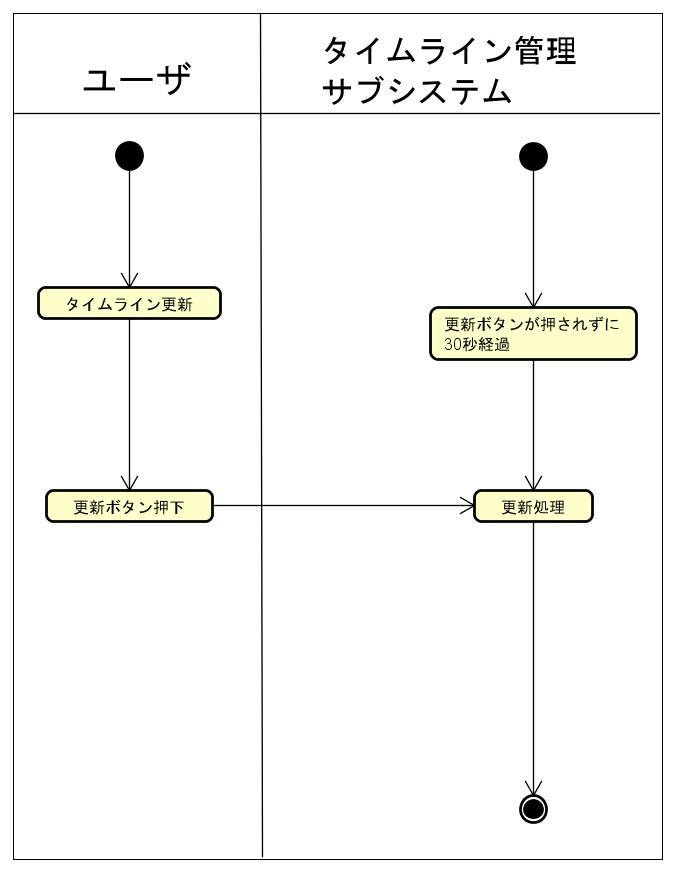 ユーザ
タイムライン管理
サブシステム
タイムライン更新
更新ボタンが押されずに
30秒経過
更新ボタン押下
更新処理